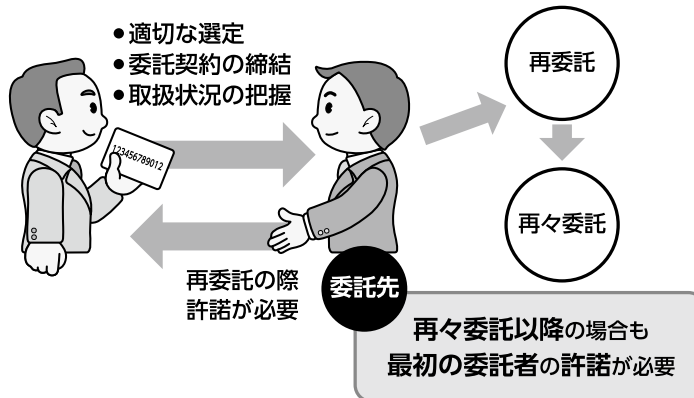 ●適切な選定
●委託契約の締結
●取扱状況の把握
123456789012
再委託
再々委託
再委託の際
許諾が必要
委託先
再々委託以降の場合も
最初の委託者の許諾が必要